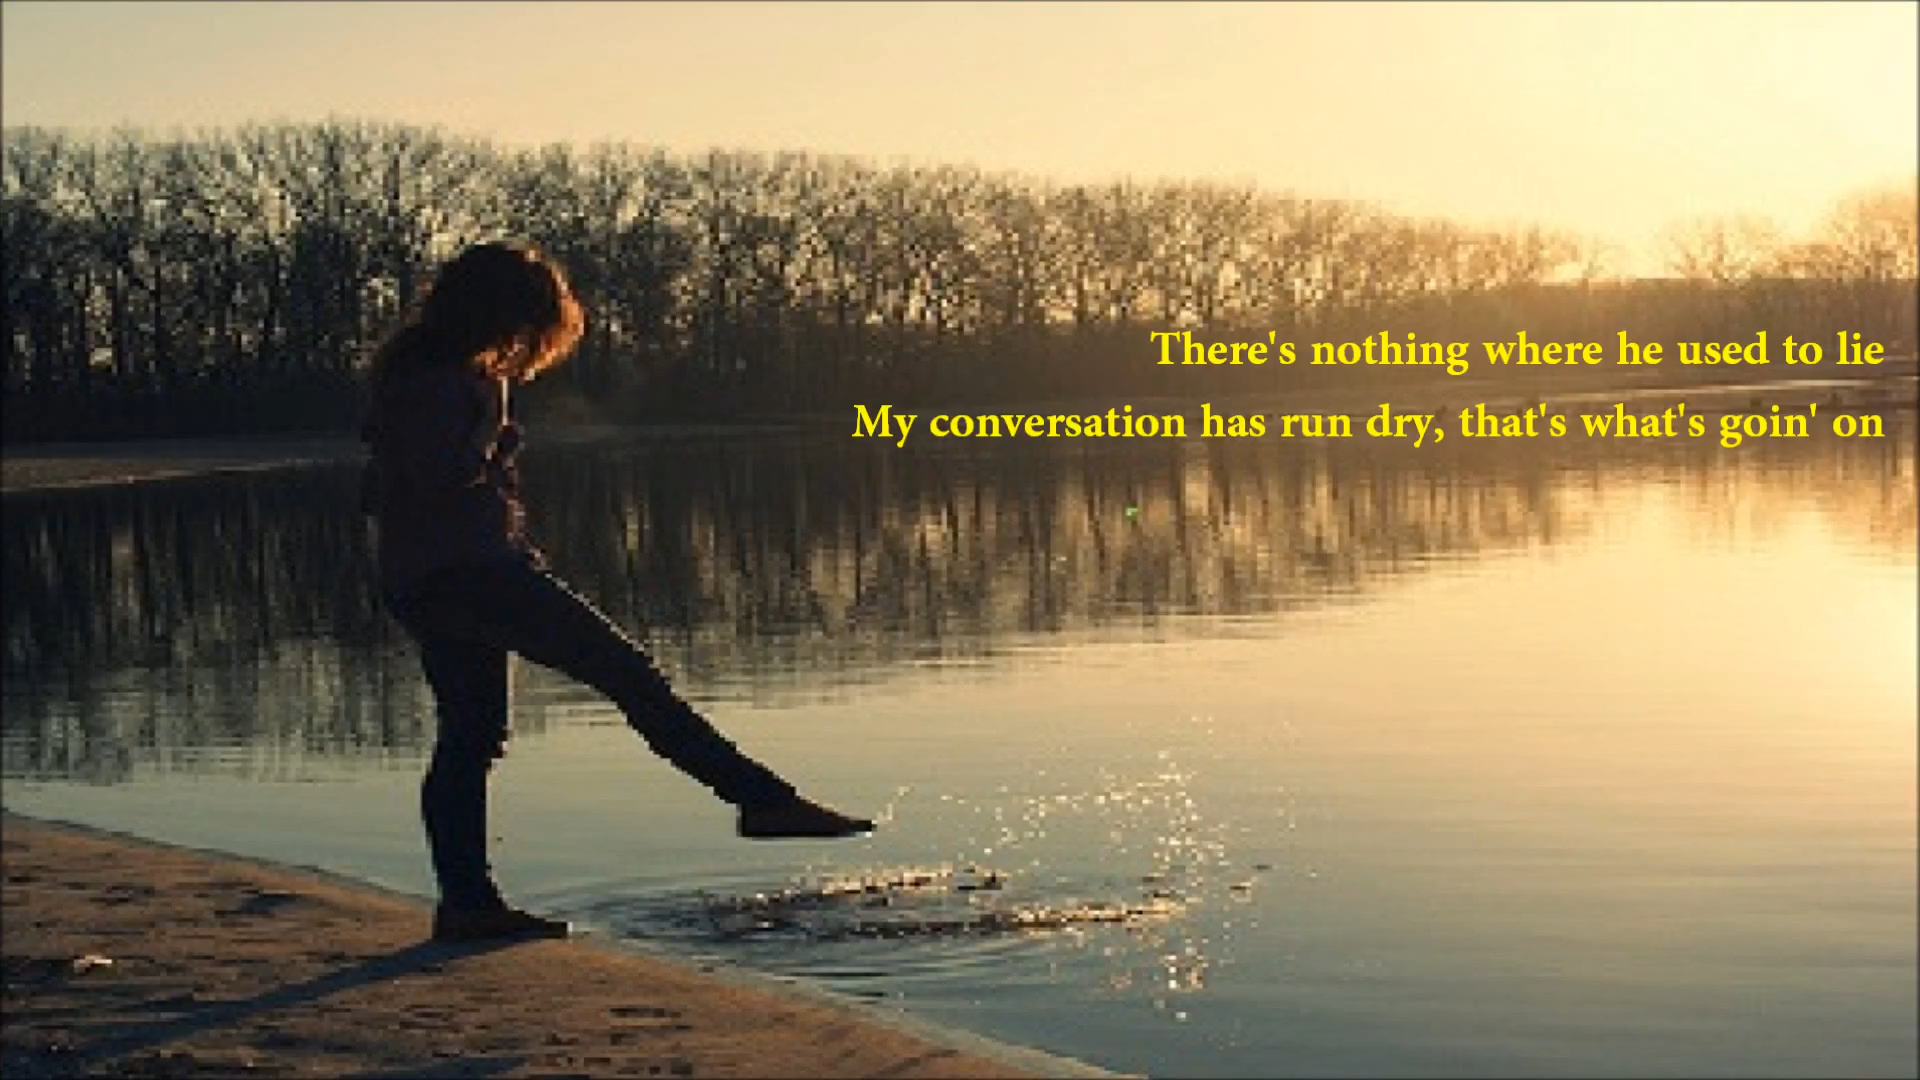 There's nothing where he used to lie
My conversation has run dry, that's what's goin' on